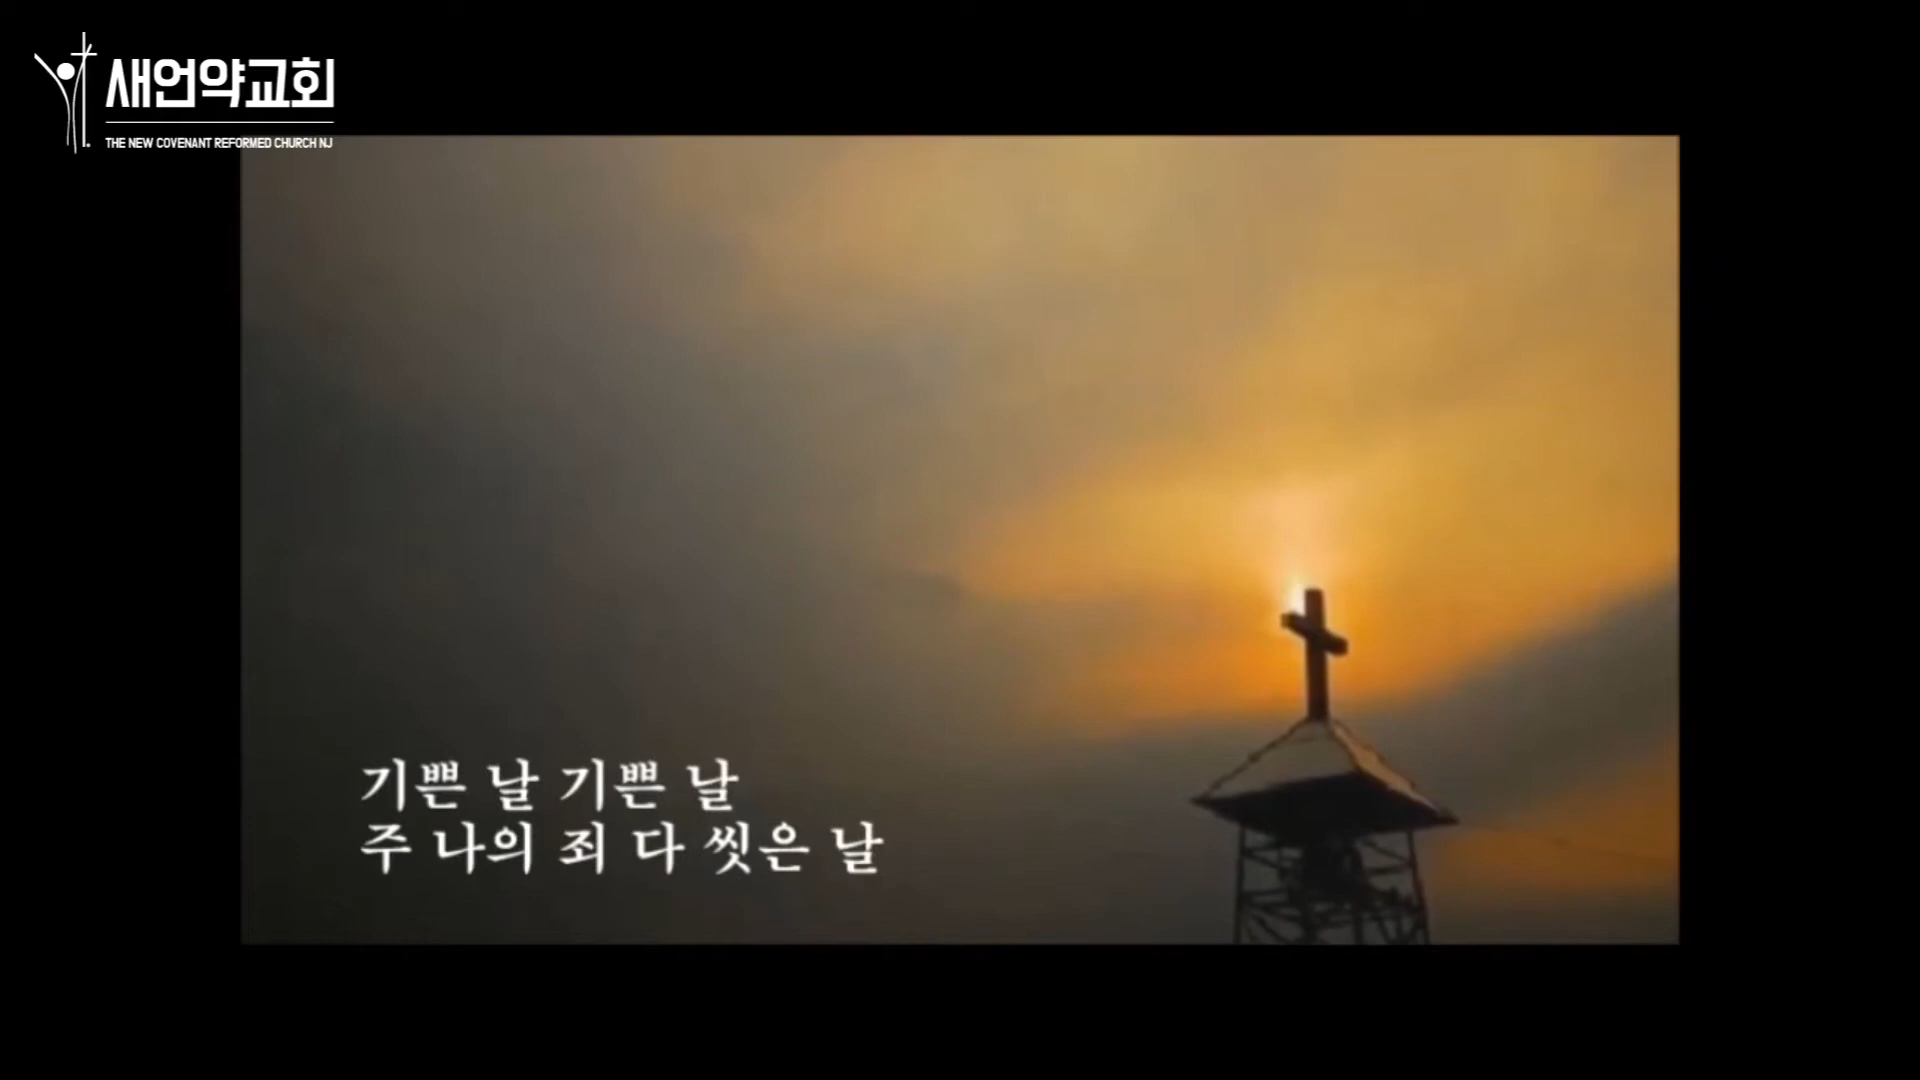 새언약교회
THE NEW COVENANT REFORMED CHURCH NJ
기쁜 날 기쁜 날
주 나의 죄 다 씻은 날